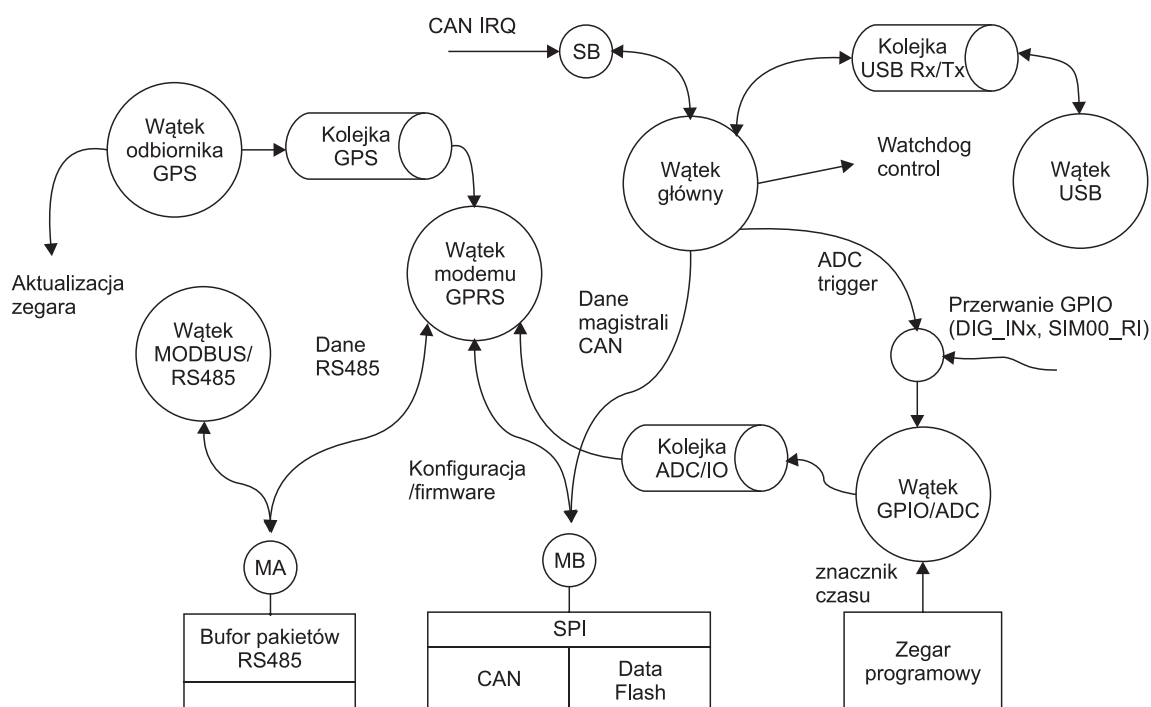 CAN IRQ
SB
Kolejka
USB Rx/Tx
Wątek
odbiornika
GPS
Kolejka
GPS
Wątek
główny
Watchdog
control
Wątek
USB
Aktualizacja
zegara
Wątek
modemu
GPRS
ADC
trigger
Dane
magistrali
CAN
Przerwanie GPIO
(DIG_INx, SIM00_RI)
Wątek
MODBUS/
RS485
Dane
RS485
Konfiguracja
/firmware
Kolejka
ADC/IO
Wątek
GPIO/ADC
MA
MB
znacznik
czasu
Bufor pakietów
RS485
SPI
CAN
Data
Flash
Zegar
programowy